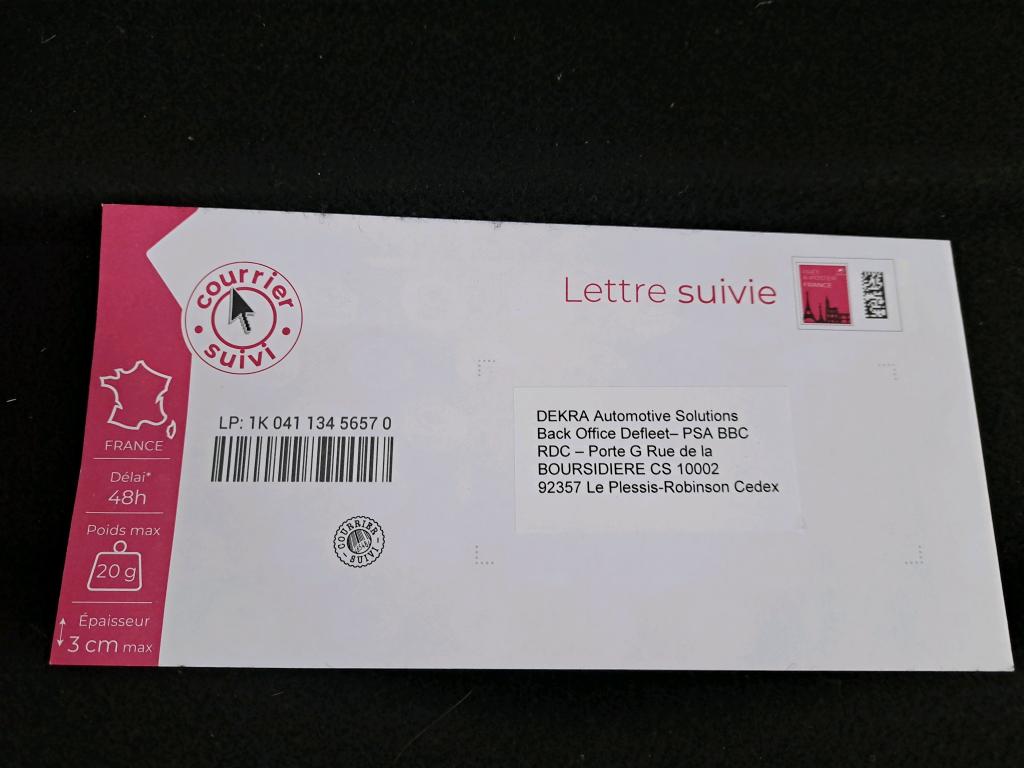 courrier
suivi
Lettre suivie
FRANCE
LP: 1K 041 134 5657 0
DEKRA Automotive Solutions
Back Office Defleet– PSA BBC
RDC – Porte G Rue de la
BOURSIDIERE CS 10002
92357 Le Plessis-Robinson Cedex
FRANCE
Délai*
48h
Poids max
20 g
Épaisseur
3 cm max
COURRIER
SUIVI